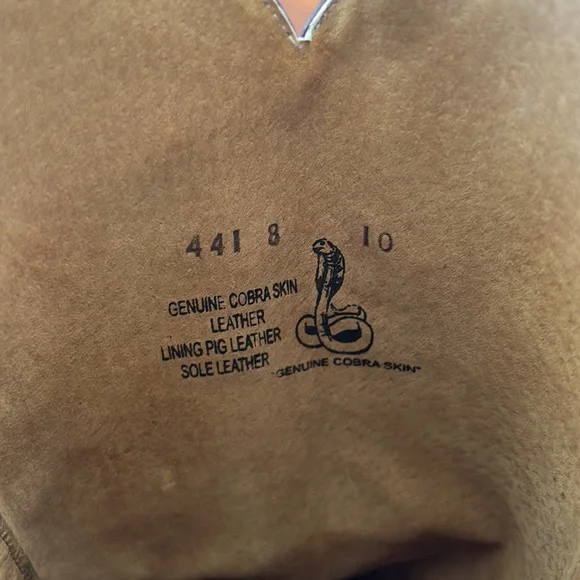 441 8 10
GENUINE COBRA SKIN
LEATHER
LINING PIG LEATHER
SOLE LEATHER
"GENUINE COBRA SKIN"